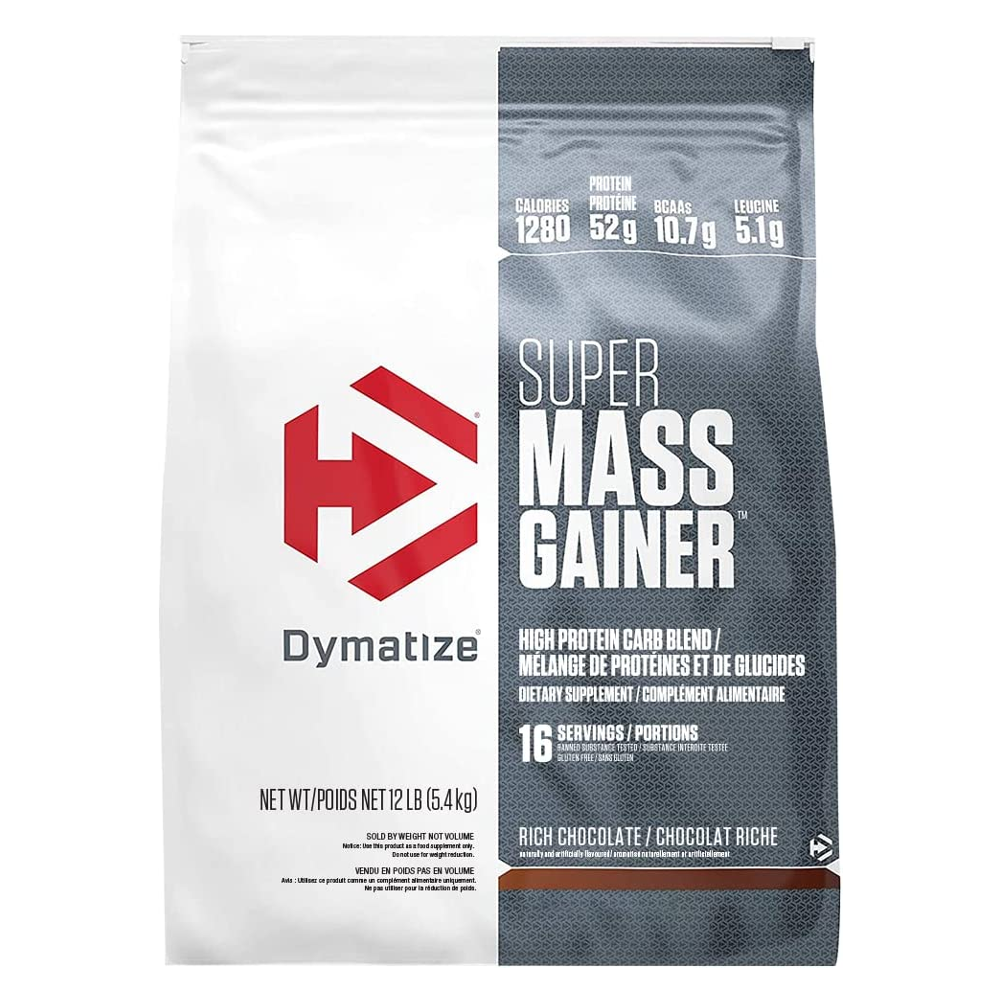 CALORIES
1280
PROTEIN
PROTÉINE
52g
BCAAs
10.7g
LEUCINE
5.1g
SUPER
MASS
GAINER™
HIGH PROTEIN CARB BLEND /
MÉLANGE DE PROTÉINES ET DE GLUCIDES
DIETARY SUPPLEMENT / COMPLÉMENT ALIMENTAIRE
16 SERVINGS / PORTIONS
BANNED SUBSTANCE TESTED / SUBSTANCE INTERDITE TESTÉE
GLUTEN FREE / SANS GLUTEN
RICH CHOCOLATE / CHOCOLAT RICHE
naturally and artificially flavoured / aromatisé naturellement et artificiellement
®
Dymatize®
NET WT/POIDS NET 12 LB (5.4 kg)
SOLD BY WEIGHT NOT VOLUME
Notice: Use this product as a food supplement only.
Do not use for weight reduction.
VENDU EN POIDS PAS EN VOLUME
Avis : Utilisez ce produit comme un complément alimentaire uniquement.
Ne pas utiliser pour la réduction de poids.